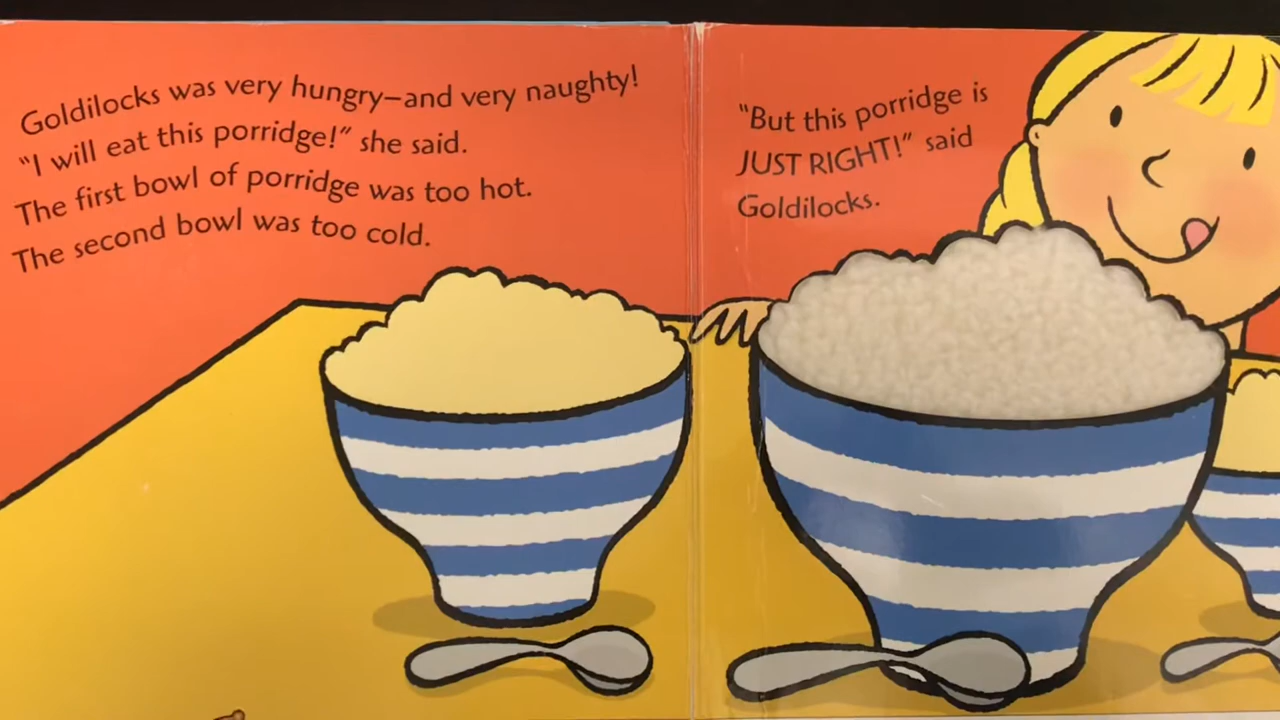 Goldilocks was very hungry–and very naughty!
“I will eat this porridge!” she said.
The first bowl of porridge was too hot.
The second bowl was too cold.
“But this porridge is
JUST RIGHT!” said
Goldilocks.